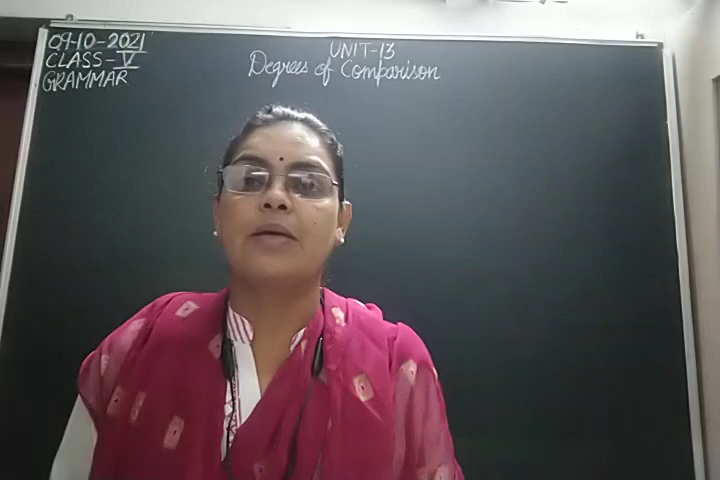 09-10-2021
CLASS-V
GRAMMAR
UNIT-13
Degrees of Comparison